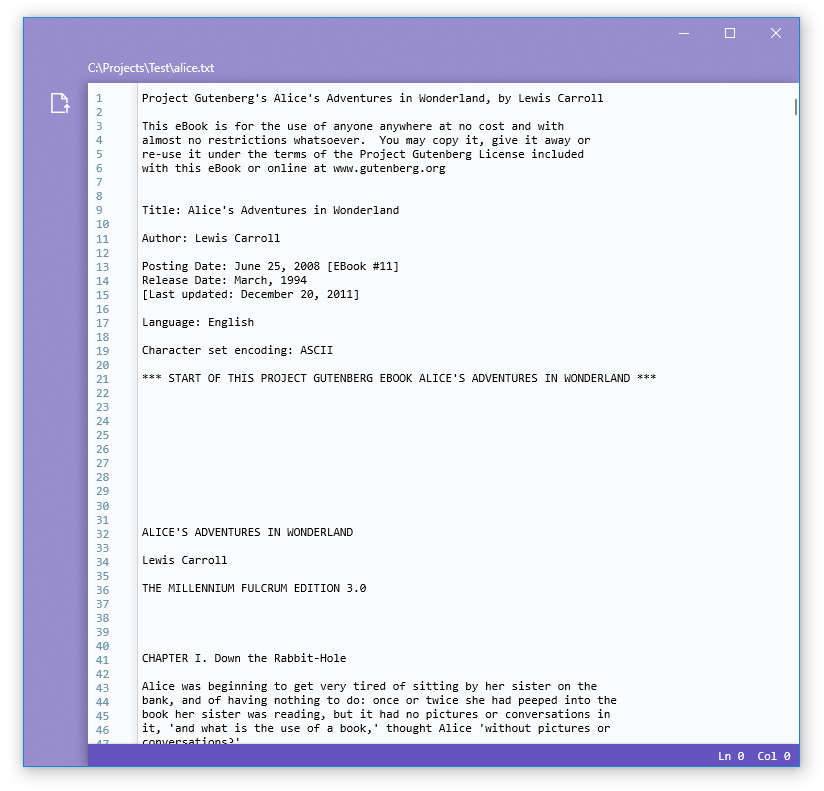 C:\Projects\Test\alice.txt
1 Project Gutenberg's Alice's Adventures in Wonderland, by Lewis Carroll
2
3 This eBook is for the use of anyone anywhere at no cost and with
4 almost no restrictions whatsoever.  You may copy it, give it away or
5 re-use it under the terms of the Project Gutenberg License included
6 with this eBook or online at www.gutenberg.org
7
8
9 Title: Alice's Adventures in Wonderland
10
11 Author: Lewis Carroll
12
13 Posting Date: June 25, 2008 [EBook #11]
14 Release Date: March, 1994
15 [Last updated: December 20, 2011]
16
17 Language: English
18
19 Character set encoding: ASCII
20
21 *** START OF THIS PROJECT GUTENBERG EBOOK ALICE'S ADVENTURES IN WONDERLAND ***
22
23
24
25
26
27
28
29
30
31
32 ALICE'S ADVENTURES IN WONDERLAND
33
34 Lewis Carroll
35
36 THE MILLENNIUM FULCRUM EDITION 3.0
37
38
39
40
41 CHAPTER I. Down the Rabbit-Hole
42
43 Alice was beginning to get very tired of sitting by her sister on the
44 bank, and of having nothing to do: once or twice she had peeped into the
45 book her sister was reading, but it had no pictures or conversations in
46 it, 'and what is the use of a book,' thought Alice 'without pictures or
47 conversations?'
Ln 0 Col 0